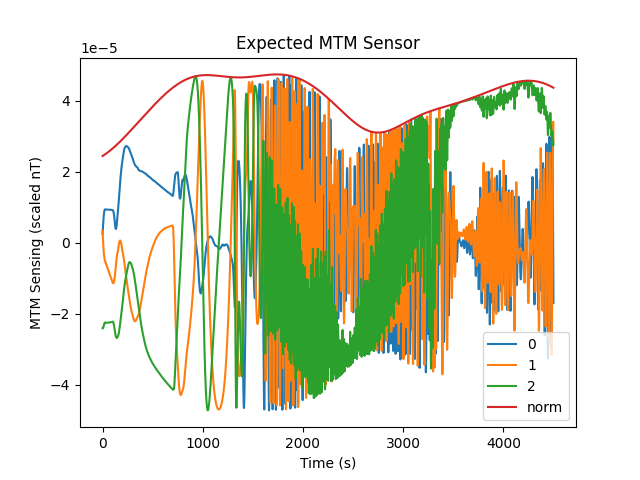 Expected MTM Sensor
1e−5
MTM Sensing (scaled nT)
4
2
0
−2
−4
0
1000
2000
3000
4000
Time (s)
0
1
2
norm